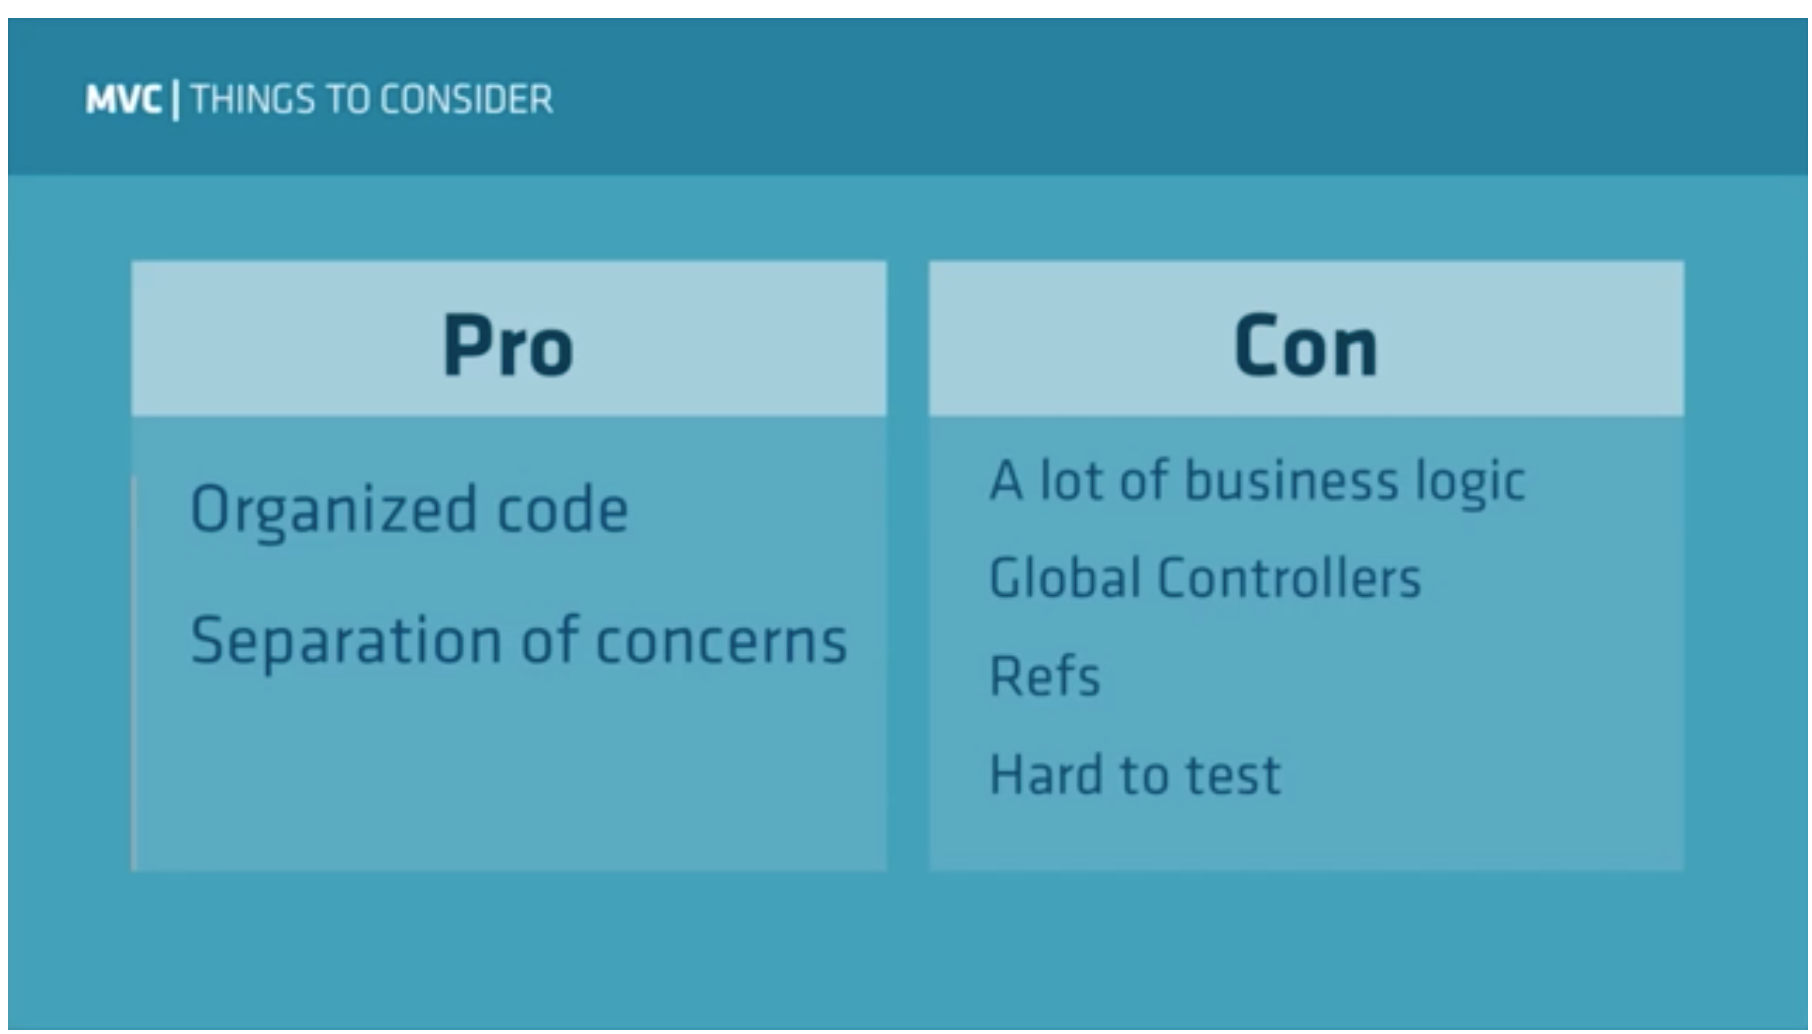 MVC | THINGS TO CONSIDER
Pro
Organized code
Separation of concerns
Con
A lot of business logic
Global Controllers
Refs
Hard to test